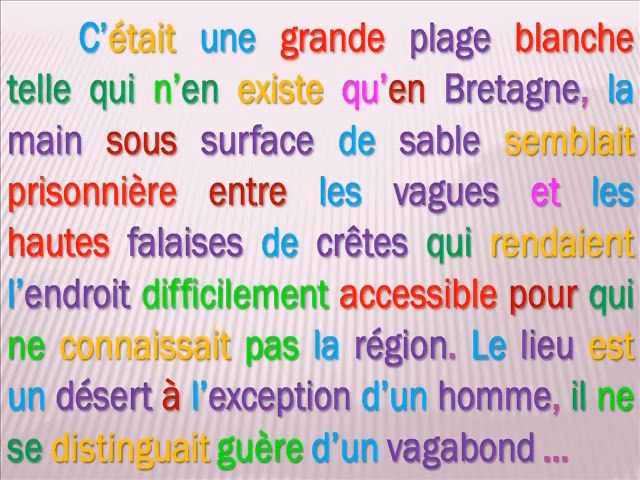 C’était une grande plage blanche
telle qui n’en existe qu’en Bretagne, la
main sous surface de sable semblait
prisonnière entre les vagues et les
hautes falaises de crêtes qui rendaient
l’endroit difficilement accessible pour qui
ne connaissait pas la région. Le lieu est
un désert à l’exception d’un homme, il ne
se distinguait guère d’un vagabond ...